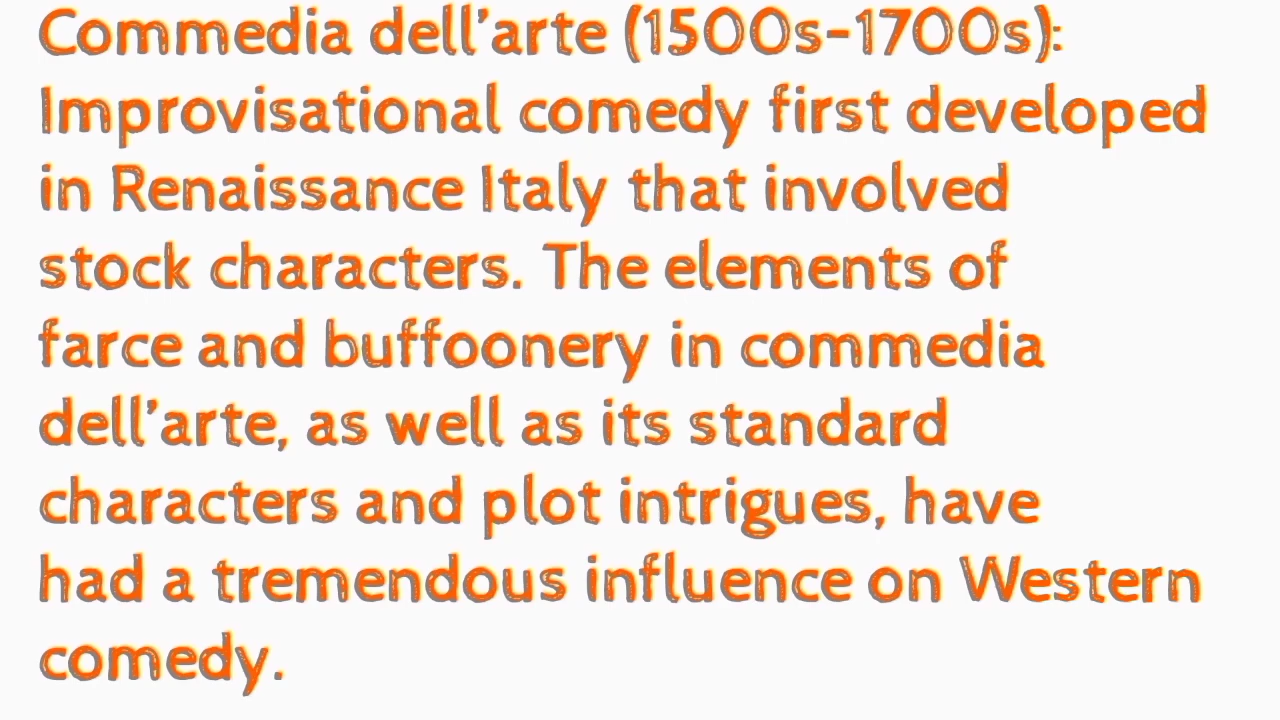 Commedia dell’arte (1500s-1700s):
Improvisational comedy first developed
in Renaissance Italy that involved
stock characters. The elements of
farce and buffoonery in commedia
dell’arte, as well as its standard
characters and plot intrigues, have
had a tremendous influence on Western
comedy.